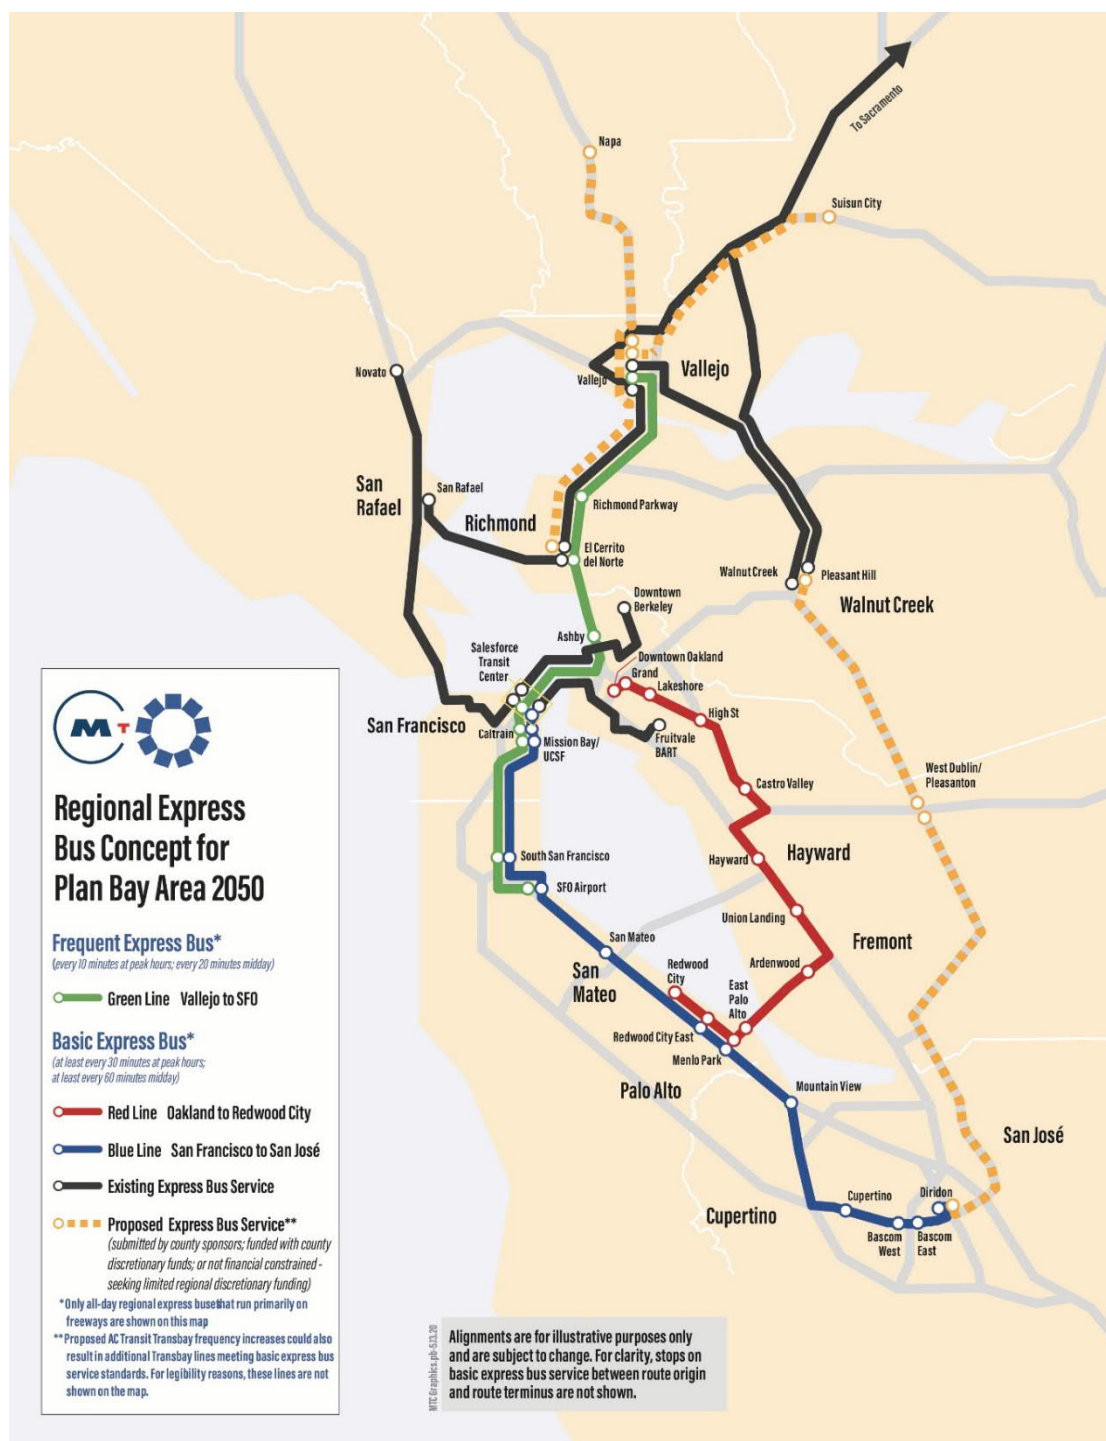 To Sacramento
Napa
Suisun City
Vallejo
Vallejo
Novato
San
Rafael
San Rafael
Richmond
Richmond Parkway
El Cerrito
del Norte
Walnut Creek
Pleasant Hill
Walnut Creek
Downtown
Berkeley
Ashby
Salesforce
Transit
Center
Downtown Oakland
Grand
Lakeshore
High St
San Francisco
Caltrain
Mission Bay/
UCSF
Fruitvale
BART
West Dublin/
Pleasanton
Castro Valley
South San Francisco
Hayward
Hayward
SFO Airport
Union Landing
San Mateo
Fremont
San
Mateo
Redwood
City
East
Palo
Alto
Ardenwood
Redwood City East
Menlo Park
Palo Alto
Mountain View
San José
Cupertino
Cupertino
Diridon
Bascom
West
Bascom
East
M T
Regional Express
Bus Concept for
Plan Bay Area 2050
Frequent Express Bus*
(every 10 minutes at peak hours; every 20 minutes midday)
Green Line Vallejo to SFO
Basic Express Bus*
(at least every 30 minutes at peak hours;
at least every 60 minutes midday)
Red Line Oakland to Redwood City
Blue Line San Francisco to San José
Existing Express Bus Service
Proposed Express Bus Service**
(submitted by county sponsors; funded with county
discretionary funds; or not financial constrained -
seeking limited regional discretionary funding)
*Only all-day regional express buses that run primarily on
freeways are shown on this map
**Proposed AC Transit Transbay frequency increases could also
result in additional Transbay lines meeting basic express bus
service standards. For legibility reasons, these lines are not
shown on the map.
MTC Graphics.pb-5.13.20
Alignments are for illustrative purposes only
and are subject to change. For clarity, stops on
basic express bus service between route origin
and route terminus are not shown.